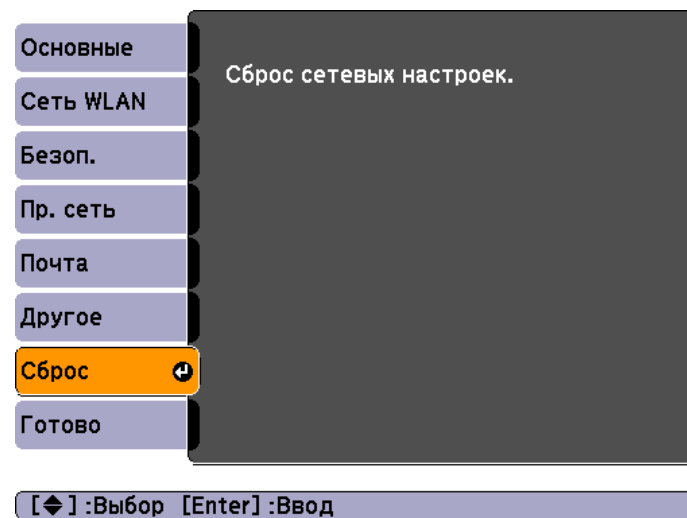 Основные
Сеть WLAN
Безоп.
Пр. сеть
Почта
Другое
Сброс
Готово
Сброс сетевых настроек.
[◆] :Выбор [Enter] :Ввод